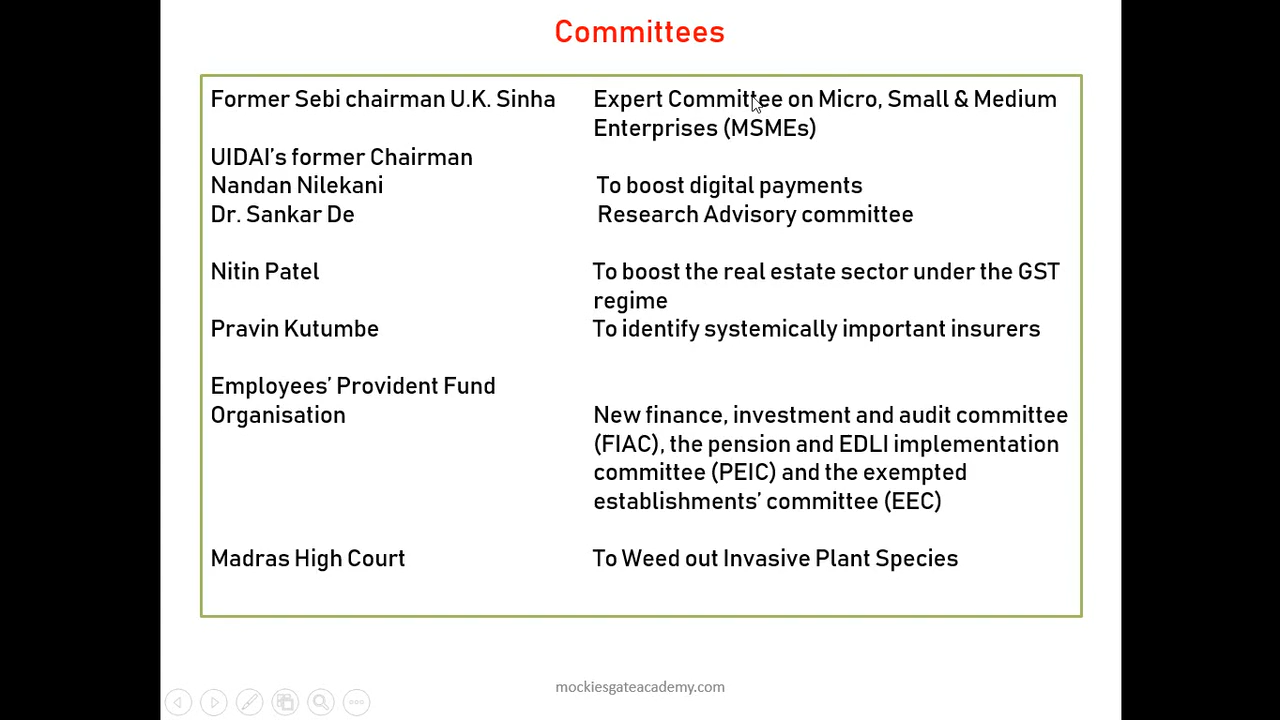 Committees
Former Sebi chairman U.K. Sinha Expert Committee on Micro, Small & Medium
Enterprises (MSMEs)
UIDAI's former Chairman
Nandan Nilekani To boost digital payments
Dr. Sankar De Research Advisory committee
Nitin Patel To boost the real estate sector under the GST
regime
Pravin Kutumbe To identify systemically important insurers
Employees' Provident Fund
Organisation New finance, investment and audit committee
(FIAC), the pension and EDLI implementation
committee (PEIC) and the exempted
establishments' committee (EEC)
Madras High Court To Weed out Invasive Plant Species
mockiesgateacademy.com